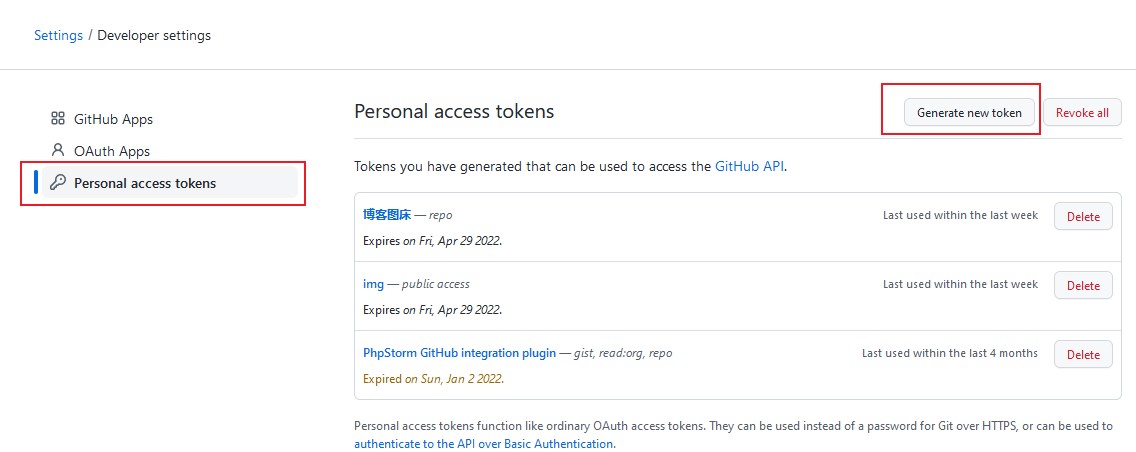 Settings / Developer settings
GitHub Apps
OAuth Apps
Personal access tokens
Personal access tokens
Generate new token
Revoke all
Tokens you have generated that can be used to access the GitHub API.
博客图床 — repo
Last used within the last week
Delete
Expires on Fri, Apr 29 2022.
img — public access
Last used within the last week
Delete
Expires on Fri, Apr 29 2022.
PhpStorm GitHub integration plugin — gist, read:org, repo
Last used within the last 4 months
Delete
Expired on Sun, Jan 2 2022.
Personal access tokens function like ordinary OAuth access tokens. They can be used instead of a password for Git over HTTPS, or can be used to
authenticate to the API over Basic Authentication.